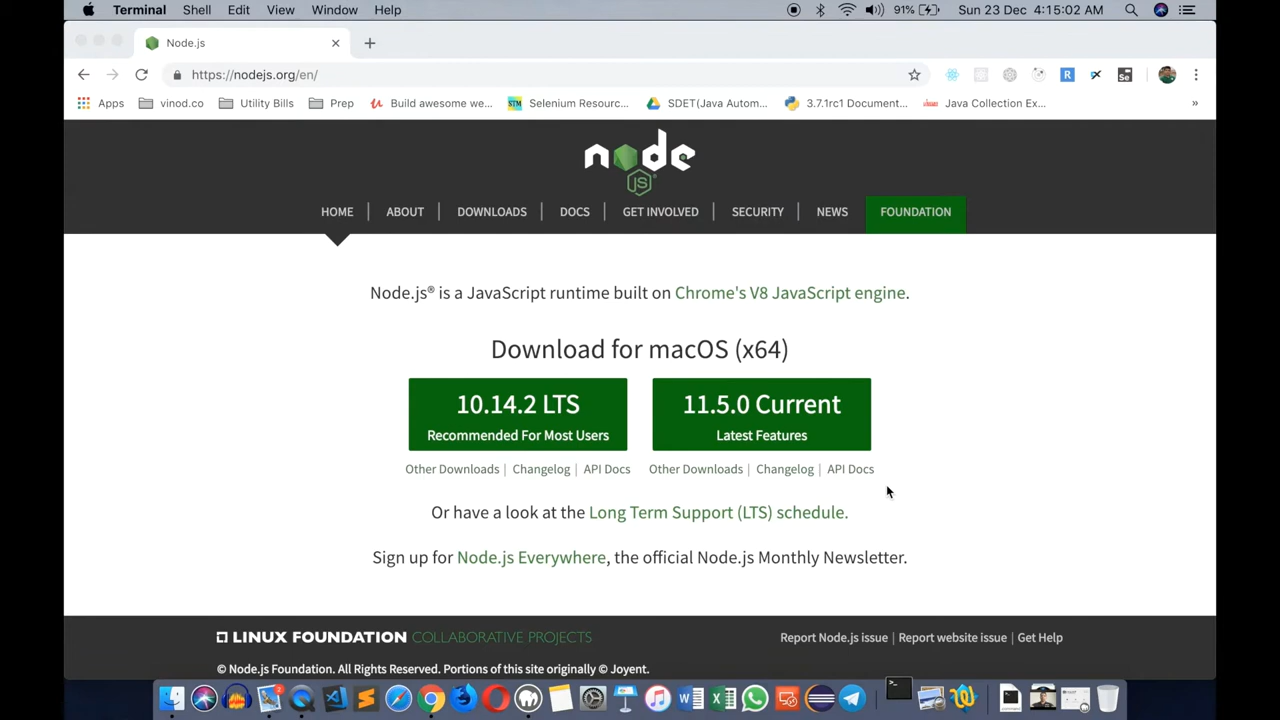 Terminal Shell Edit View Window Help 91% Sun 23 Dec 4:15:02 AM
Node.js
https://nodejs.org/en/
Apps vinod.co Utility Bills Prep Build awesome we... STM Selenium Resourc... SDET(Java Autom... 3.7.1rc1 Document... Java Collection Ex... »
node
JS
HOME ABOUT DOWNLOADS DOCS GET INVOLVED SECURITY NEWS FOUNDATION
Node.js® is a JavaScript runtime built on Chrome's V8 JavaScript engine.
Download for macOS (x64)
10.14.2 LTS
Recommended For Most Users
11.5.0 Current
Latest Features
Other Downloads | Changelog | API Docs
Other Downloads | Changelog | API Docs
Or have a look at the Long Term Support (LTS) schedule.
Sign up for Node.js Everywhere, the official Node.js Monthly Newsletter.
LINUX FOUNDATION COLLABORATIVE PROJECTS
Report Node.js issue | Report website issue | Get Help
© Node.js Foundation. All Rights Reserved. Portions of this site originally © Joyent.